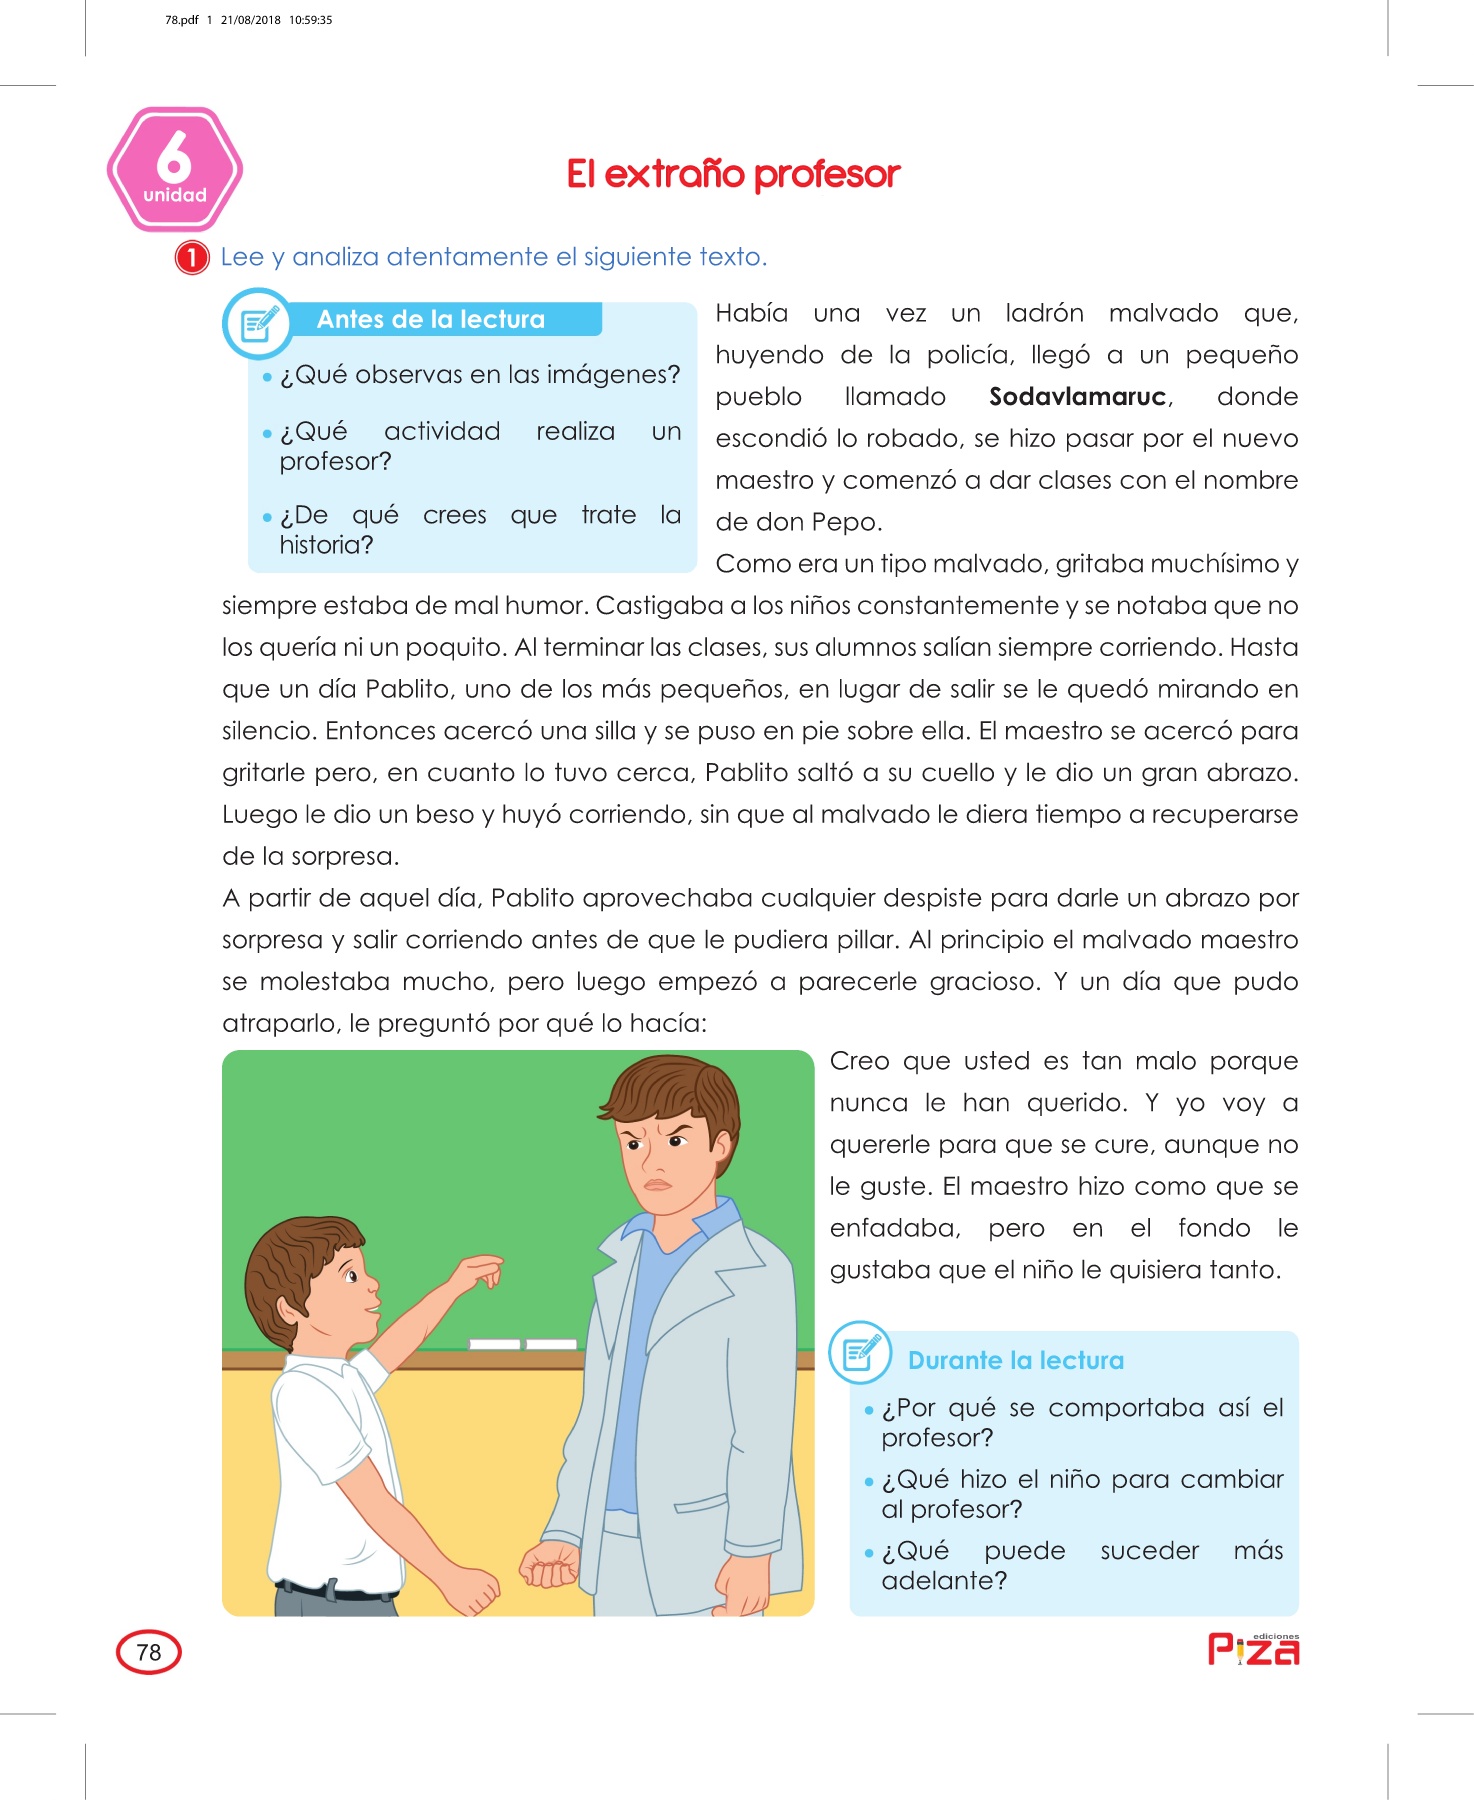 78.pdf 1 21/08/2018 10:59:35
6
unidad
El extraño profesor
1 Lee y analiza atentamente el siguiente texto.
Antes de la lectura
• ¿Qué observas en las imágenes?
• ¿Qué actividad realiza un
profesor?
• ¿De qué crees que trate la
historia?
Había una vez un ladrón malvado que,
huyendo de la policía, llegó a un pequeño
pueblo llamado Sodavlamaruc, donde
escondió lo robado, se hizo pasar por el nuevo
maestro y comenzó a dar clases con el nombre
de don Pepo.
Como era un tipo malvado, gritaba muchísimo y
siempre estaba de mal humor. Castigaba a los niños constantemente y se notaba que no
los quería ni un poquito. Al terminar las clases, sus alumnos salían siempre corriendo. Hasta
que un día Pablito, uno de los más pequeños, en lugar de salir se le quedó mirando en
silencio. Entonces acercó una silla y se puso en pie sobre ella. El maestro se acercó para
gritarle pero, en cuanto lo tuvo cerca, Pablito saltó a su cuello y le dio un gran abrazo.
Luego le dio un beso y huyó corriendo, sin que al malvado le diera tiempo a recuperarse
de la sorpresa.
A partir de aquel día, Pablito aprovechaba cualquier despiste para darle un abrazo por
sorpresa y salir corriendo antes de que le pudiera pillar. Al principio el malvado maestro
se molestaba mucho, pero luego empezó a parecerle gracioso. Y un día que pudo
atraparlo, le preguntó por qué lo hacía:
Creo que usted es tan malo porque
nunca le han querido. Y yo voy a
quererle para que se cure, aunque no
le guste. El maestro hizo como que se
enfadaba, pero en el fondo le
gustaba que el niño le quisiera tanto.
Durante la lectura
• ¿Por qué se comportaba así el
profesor?
• ¿Qué hizo el niño para cambiar
al profesor?
• ¿Qué puede suceder más
adelante?
78
ediciones
Piza